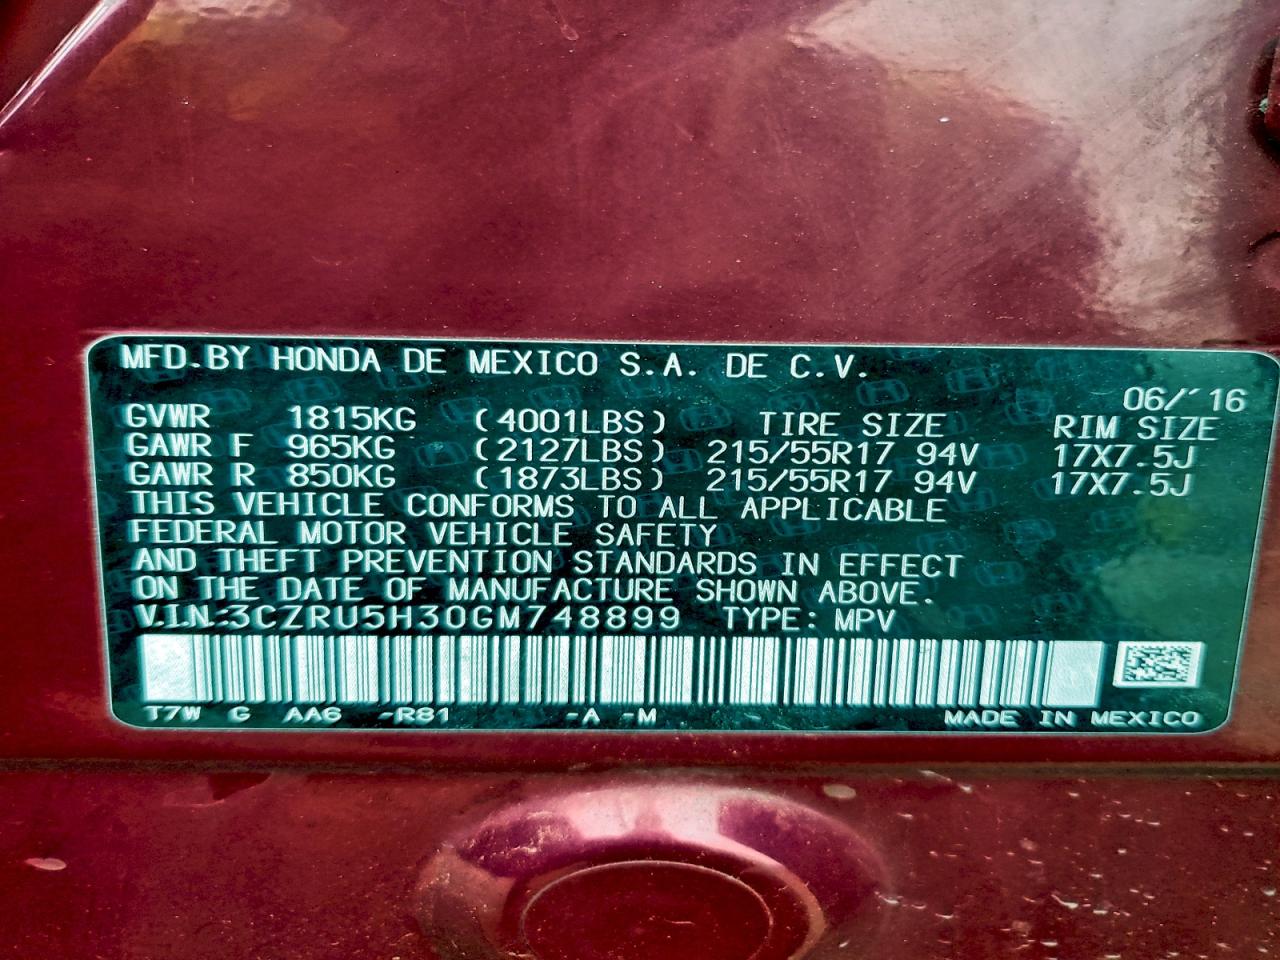 MFD.BY HONDA DE MEXICO S.A. DE C.V.
06/'16
GVWR 1815KG (4001LBS) TIRE SIZE RIM SIZE
GAWR F 965KG (2127LBS) 215/55R17 94V 17X7.5J
GAWR R 850KG (1873LBS) 215/55R17 94V 17X7.5J
THIS VEHICLE CONFORMS TO ALL APPLICABLE
FEDERAL MOTOR VEHICLE SAFETY
AND THEFT PREVENTION STANDARDS IN EFFECT
ON THE DATE OF MANUFACTURE SHOWN ABOVE.
V.I.N.:3CZRU5H30GM748899 TYPE: MPV
T7W G AA6 -R81 -A -M - MADE IN MEXICO